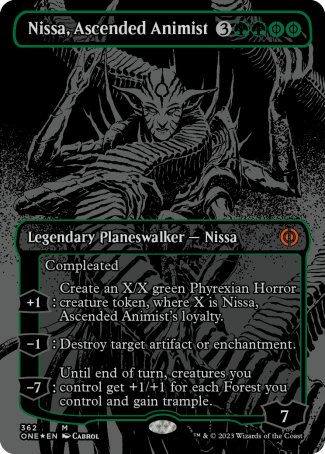 Nissa, Ascended Animist 3
Legendary Planeswalker — Nissa
Compleated
+1 : Create an X/X green Phyrexian Horror
creature token, where X is Nissa,
Ascended Animist's loyalty.
−1 : Destroy target artifact or enchantment.
−7 : Until end of turn, creatures you
control get +1/+1 for each Forest you
control and gain trample.
7
362 M
ONE★EN CABROL
™ & © 2023 Wizards of the Coast